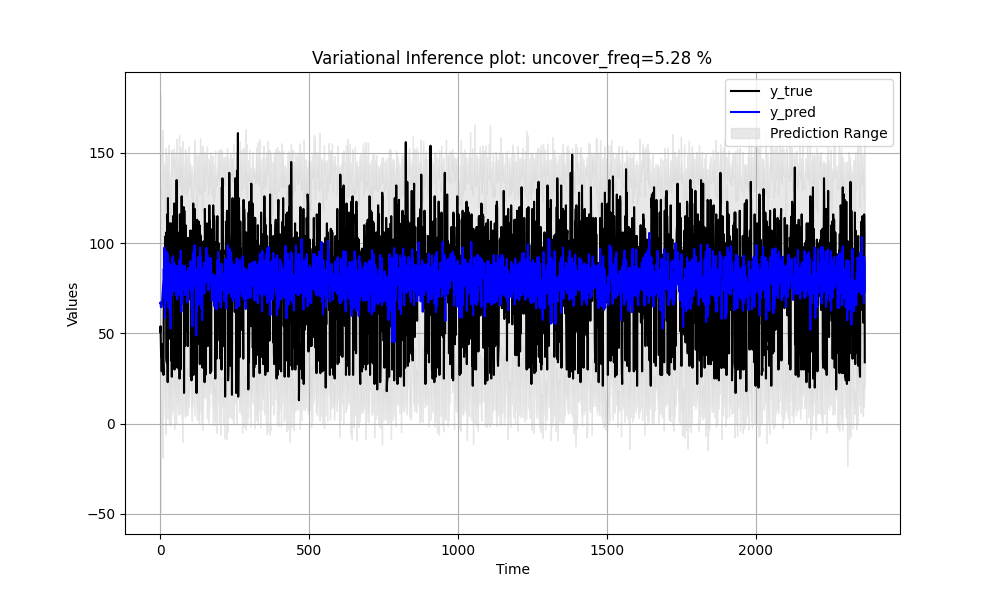 Variational Inference plot: uncover_freq=5.28 %
y_true
y_pred
Prediction Range
Values
150
100
50
0
−50
0 500 1000 1500 2000
Time